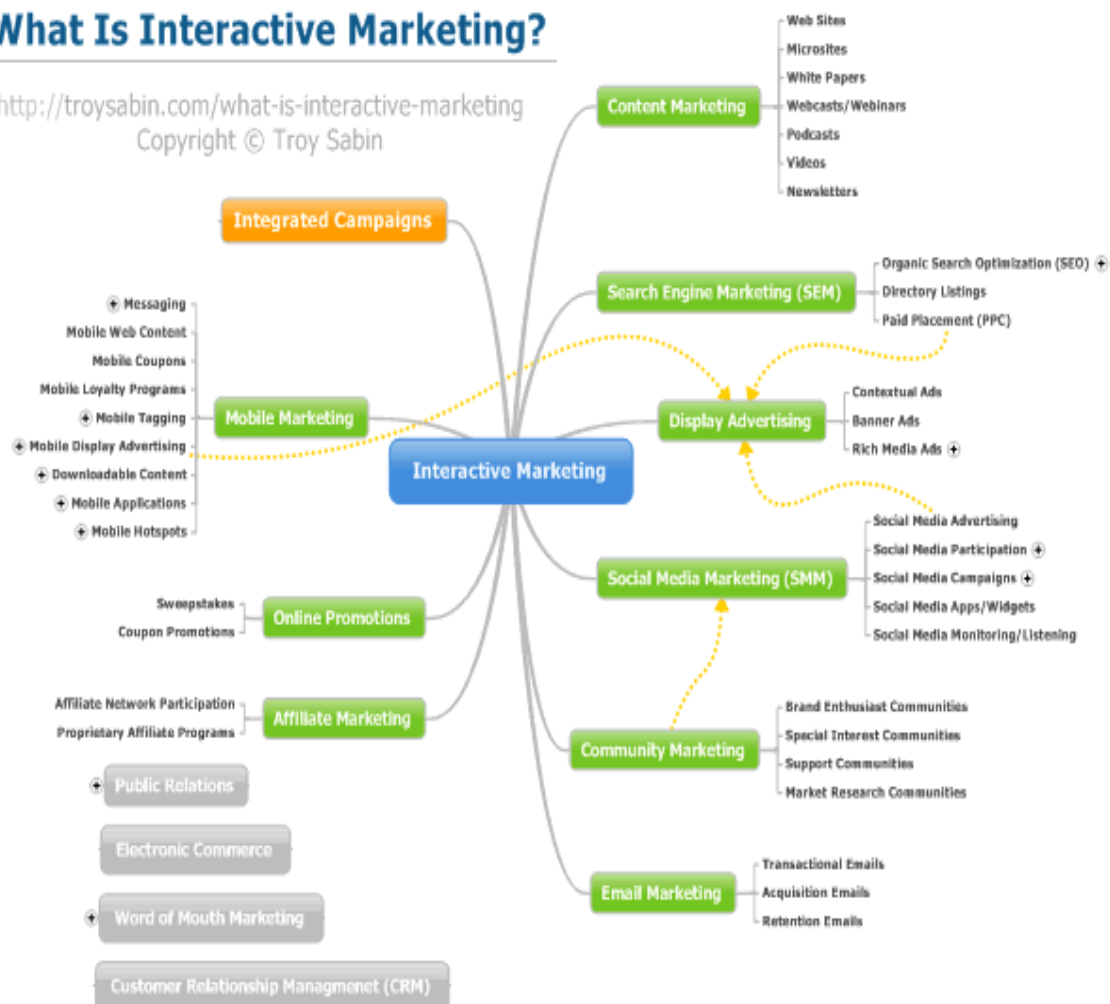 What Is Interactive Marketing?
http://troysabin.com/what-is-interactive-marketing
Copyright © Troy Sabin
Integrated Campaigns
Messaging
Mobile Web Content
Mobile Coupons
Mobile Loyalty Programs
Mobile Tagging
Mobile Display Advertising
Downloadable Content
Mobile Applications
Mobile Hotspots
Mobile Marketing
Sweepstakes
Coupon Promotions
Online Promotions
Affiliate Network Participation
Proprietary Affiliate Programs
Affiliate Marketing
Public Relations
Electronic Commerce
Word of Mouth Marketing
Customer Relationship Managmenet (CRM)
Interactive Marketing
Content Marketing
Web Sites
Microsites
White Papers
Webcasts/Webinars
Podcasts
Videos
Newsletters
Search Engine Marketing (SEM)
Organic Search Optimization (SEO)
Directory Listings
Paid Placement (PPC)
Display Advertising
Contextual Ads
Banner Ads
Rich Media Ads
Social Media Marketing (SMM)
Social Media Advertising
Social Media Participation
Social Media Campaigns
Social Media Apps/Widgets
Social Media Monitoring/Listening
Community Marketing
Brand Enthusiast Communities
Special Interest Communities
Support Communities
Market Research Communities
Email Marketing
Transactional Emails
Acquisition Emails
Retention Emails